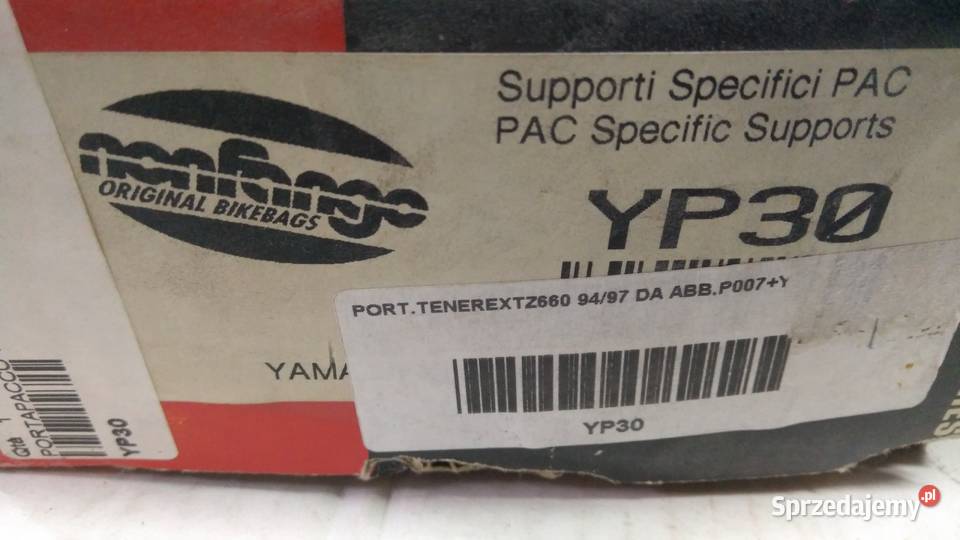 Supporti Specifici PAC
PAC Specific Supports
nonfango
ORIGINAL BIKEBAGS
YP30
PORT.TENEREXTZ660 94/97 DA ABB.P007+Y
YP30
YAMA
Qtà 1
PORTAPACCO
YP30
Sprzedajemy.pl